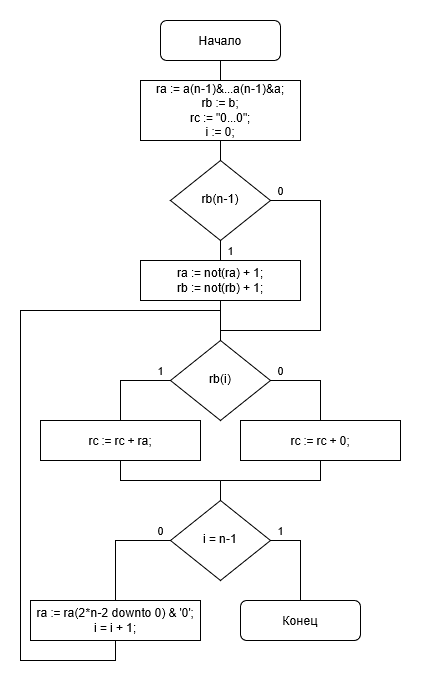 Начало
ra := a(n-1)&...a(n-1)&a;
rb := b;
rc := "0...0";
i := 0;
rb(n-1)
0
1
ra := not(ra) + 1;
rb := not(rb) + 1;
rb(i)
1
0
rc := rc + ra;
rc := rc + 0;
i = n-1
0
1
ra := ra(2*n-2 downto 0) & '0';
i = i + 1;
Конец